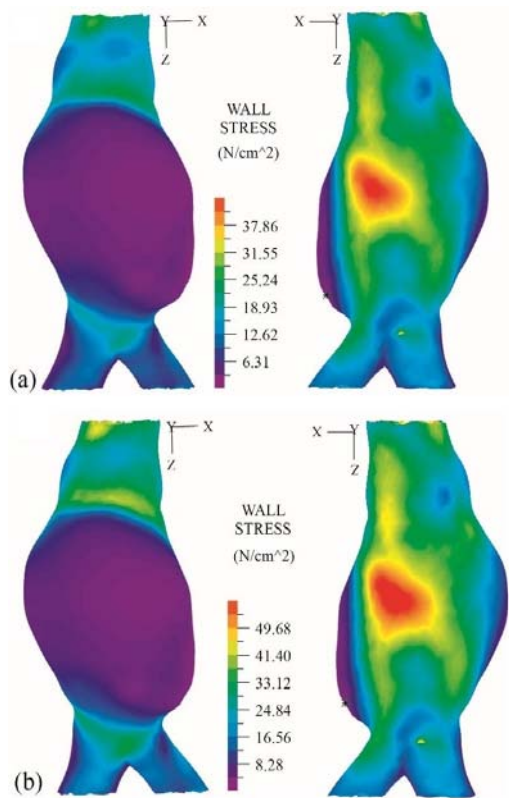 Y X
Z
WALL
STRESS
(N/cm^2)
37.86
31.55
25.24
18.93
12.62
6.31
X Y
Z
(a)
Y X
Z
WALL
STRESS
(N/cm^2)
49.68
41.40
33.12
24.84
16.56
8.28
X Y
Z
(b)